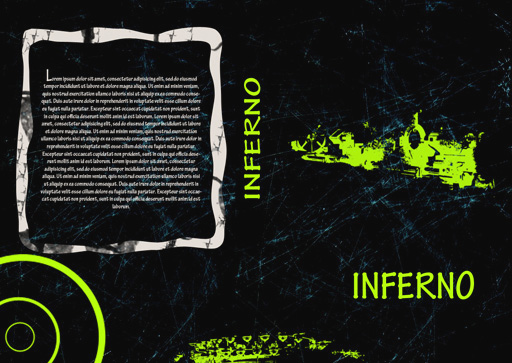 Lorem ipsum dolor sit amet, consectetur adipisicing elit, sed do eiusmod
tempor incididunt ut labore et dolore magna aliqua. Ut enim ad minim veniam,
quis nostrud exercitation ullamco laboris nisi ut aliquip ex ea commodo conse-
quat. Duis aute irure dolor in reprehenderit in voluptate velit esse cillum dolore
eu fugiat nulla pariatur. Excepteur sint occaecat cupidatat non proident, sunt
in culpa qui officia deserunt mollit anim id est laborum. Lorem ipsum dolor sit
amet, consectetur adipisicing elit, sed do eiusmod tempor incididunt ut labore
et dolore magna aliqua. Ut enim ad minim veniam, quis nostrud exercitation
ullamco laboris nisi ut aliquip ex ea commodo consequat. Duis aute irure dolor in
reprehenderit in voluptate velit esse cillum dolore eu fugiat nulla pariatur.
Excepteur sint occaecat cupidatat non proident, sunt in culpa qui officia dese-
runt mollit anim id est laborum. Lorem ipsum dolor sit amet, consectetur
adipisicing elit, sed do eiusmod tempor incididunt ut labore et dolore magna
aliqua. Ut enim ad minim veniam, quis nostrud exercitation ullamco laboris nisi
ut aliquip ex ea commodo consequat. Duis aute irure dolor in reprehenderit in
voluptate velit esse cillum dolore eu fugiat nulla pariatur. Excepteur sint occae-
cat cupidatat non proident, sunt in culpa qui officia deserunt mollit anim id est
laborum.
INFERNO
INFERNO